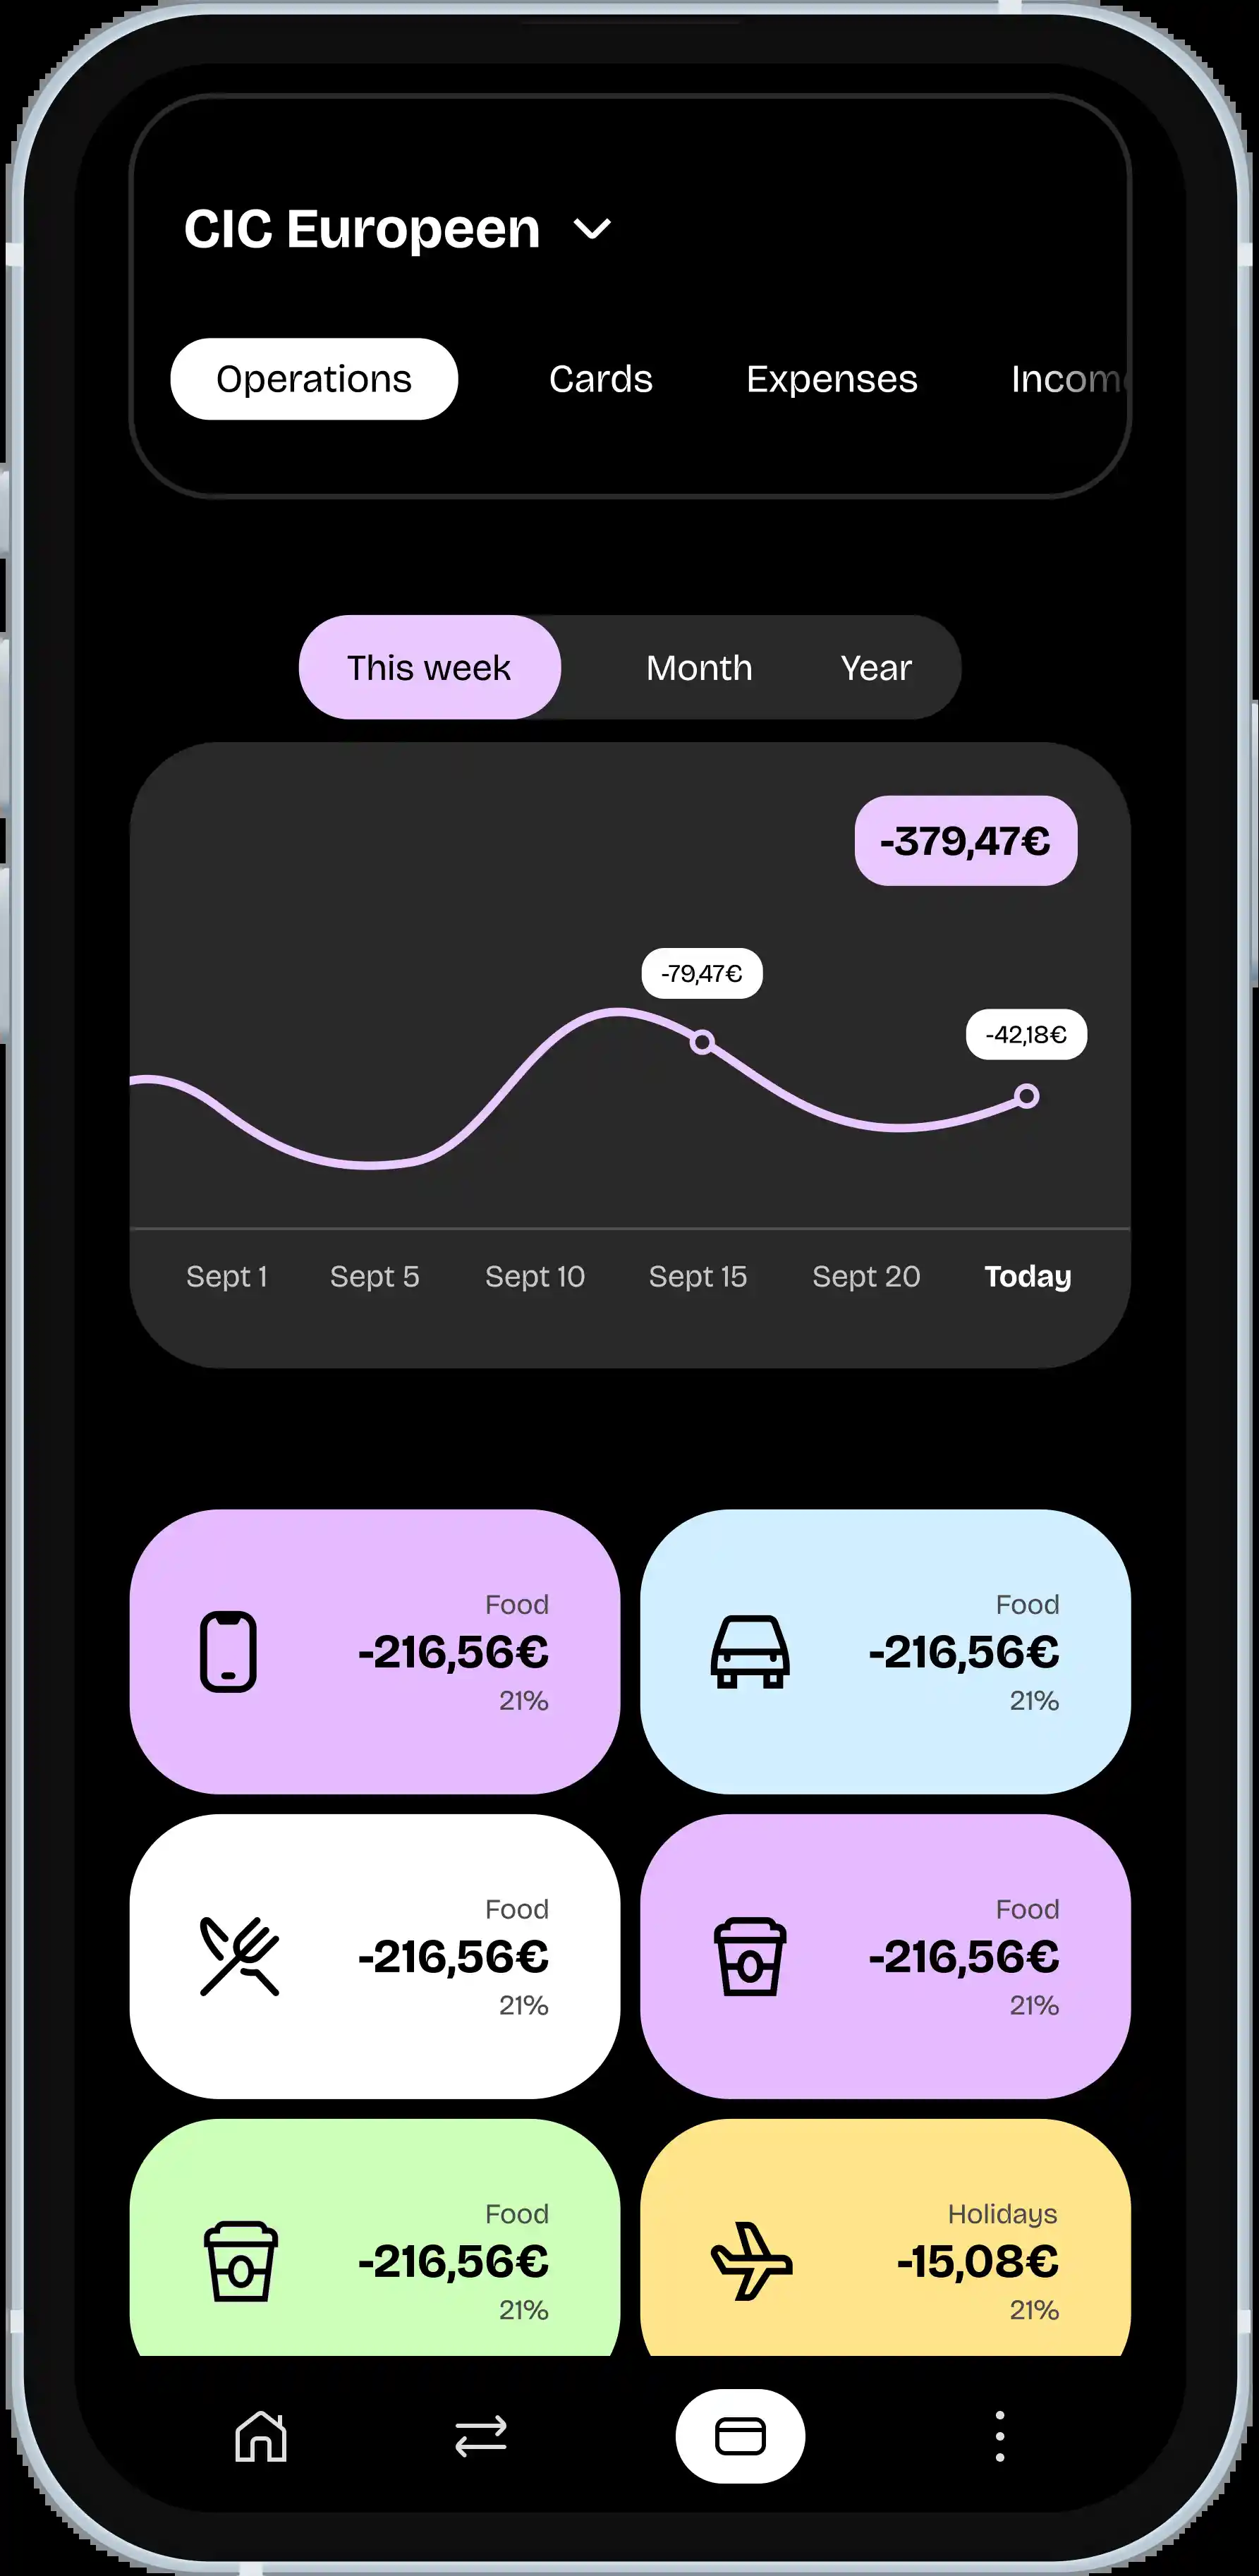 CIC Europeen
Operations Cards Expenses Incom
This week Month Year
-379,47€
-79,47€
-42,18€
Sept 1 Sept 5 Sept 10 Sept 15 Sept 20 Today
Food
-216,56€
21%
Food
-216,56€
21%
Food
-216,56€
21%
Food
-216,56€
21%
Food
-216,56€
21%
Holidays
-15,08€
21%